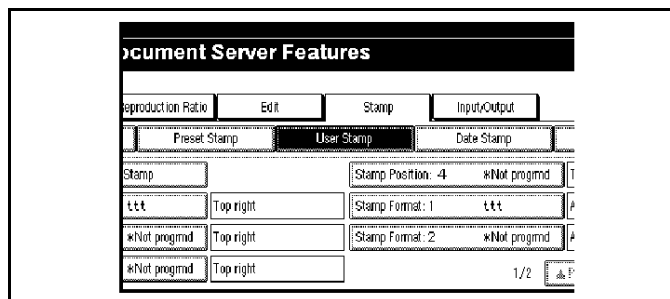 ocument Server Features
eproduction Ratio Edit Stamp Input/Output
Preset Stamp User Stamp Date Stamp
Stamp Stamp Position: 4 *Not progrmd T
ttt Top right Stamp Format: 1 ttt A
*Not progrmd Top right Stamp Format: 2 *Not progrmd A
*Not progrmd Top right 1/2 ▲ P